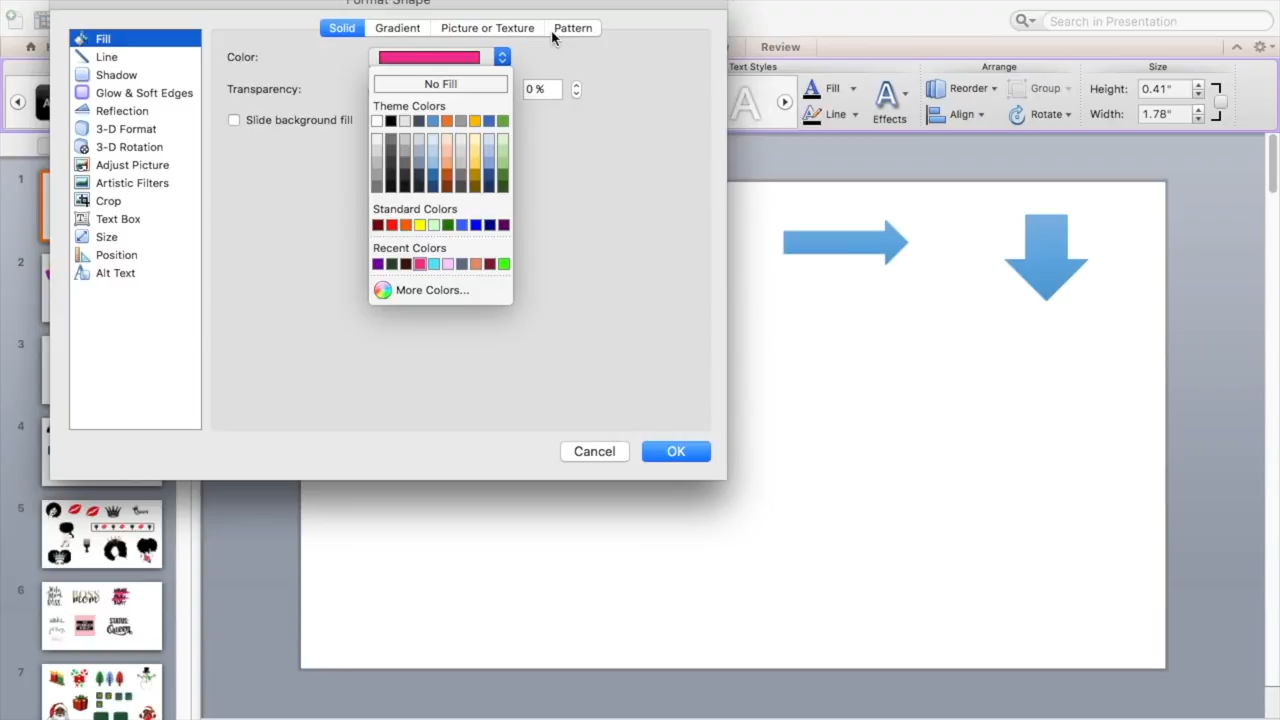 Format Shape
Search in Presentation
Solid
Gradient
Picture or Texture
Pattern
Fill
Line
Shadow
Glow & Soft Edges
Reflection
3-D Format
3-D Rotation
Adjust Picture
Artistic Filters
Crop
Text Box
Size
Position
Alt Text
Color:
No Fill
Transparency:
0 %
Theme Colors
Slide background fill
Standard Colors
Recent Colors
More Colors...
Cancel
OK
Review
Text Styles
Arrange
Size
Fill
Line
Effects
Reorder
Group
Align
Rotate
Height:
0.41"
Width:
1.78"
1
2
3
4
5
6
BOSS
MOM
STATUS:
Queen
7